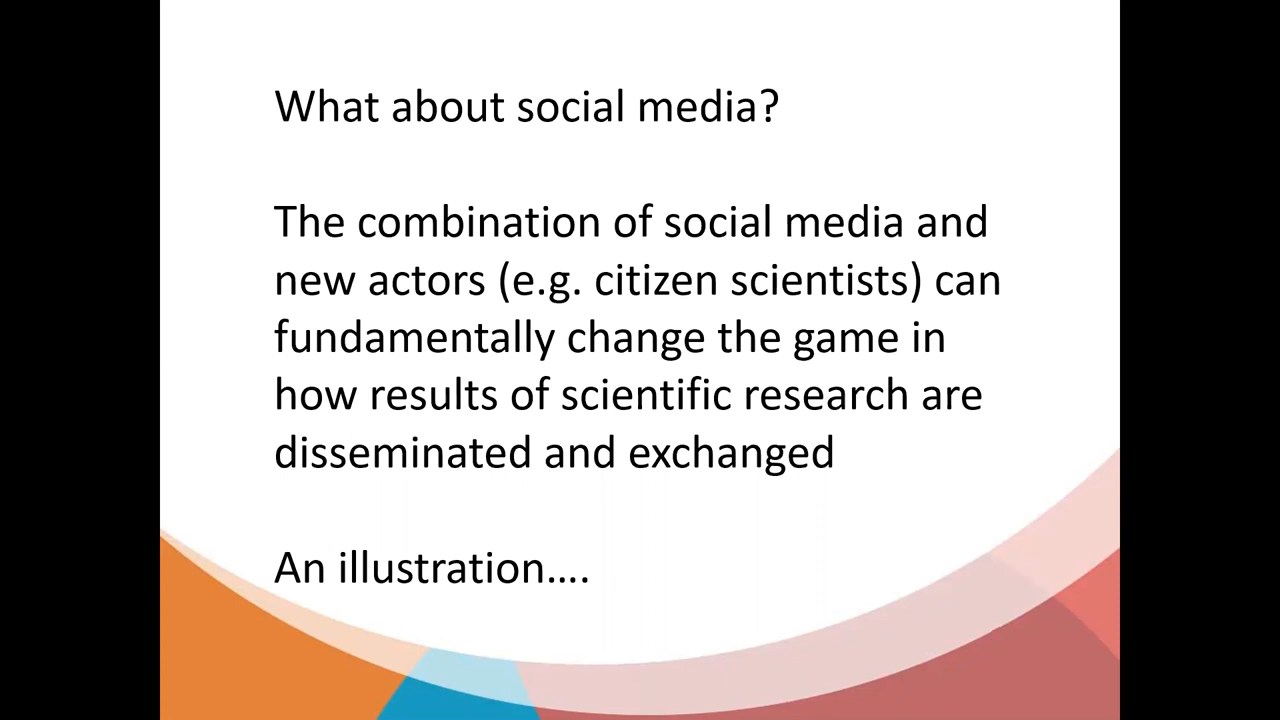 What about social media?
The combination of social media and
new actors (e.g. citizen scientists) can
fundamentally change the game in
how results of scientific research are
disseminated and exchanged
An illustration....